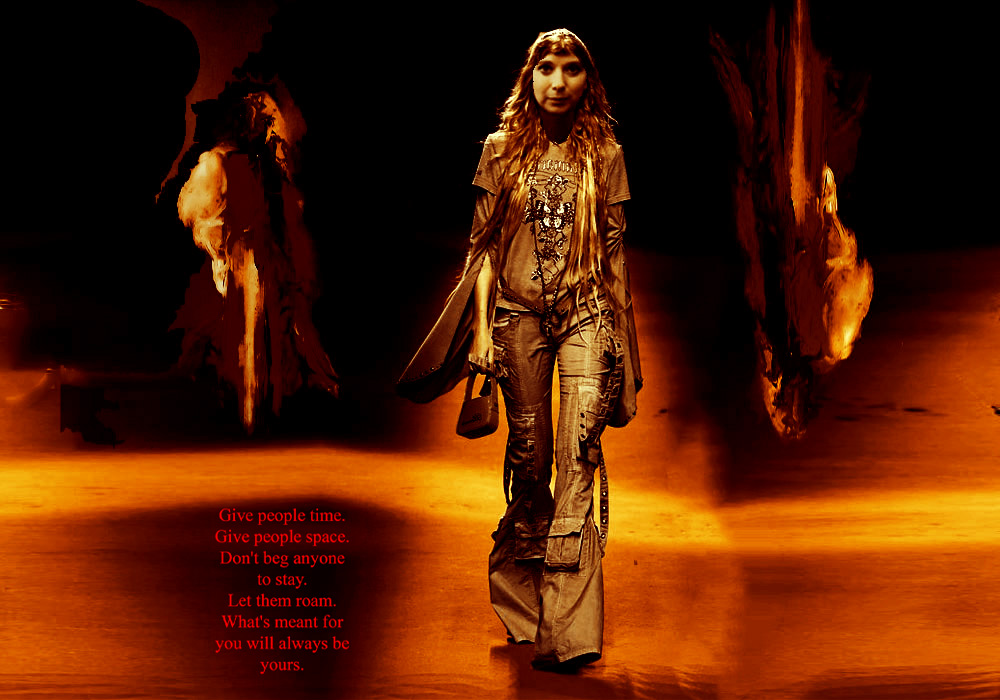 Give people time.
Give people space.
Don't beg anyone
to stay.
Let them roam.
What's meant for
you will always be
yours.